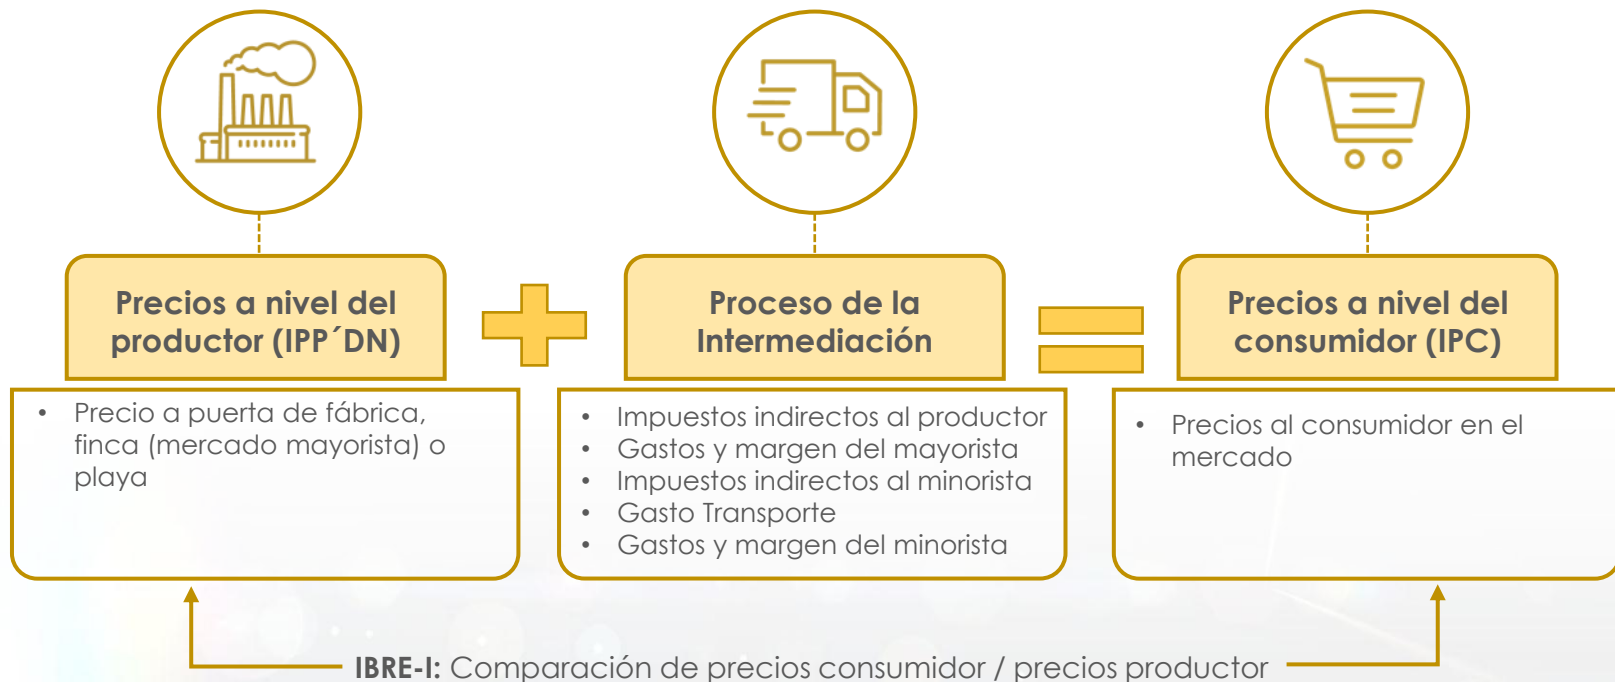 Precios a nivel del
productor (IPP´DN)
• Precio a puerta de fábrica,
finca (mercado mayorista) o
playa
Proceso de la
Intermediación
• Impuestos indirectos al productor
• Gastos y margen del mayorista
• Impuestos indirectos al minorista
• Gasto Transporte
• Gastos y margen del minorista
Precios a nivel del
consumidor (IPC)
• Precios al consumidor en el
mercado
IBRE-I: Comparación de precios consumidor / precios productor